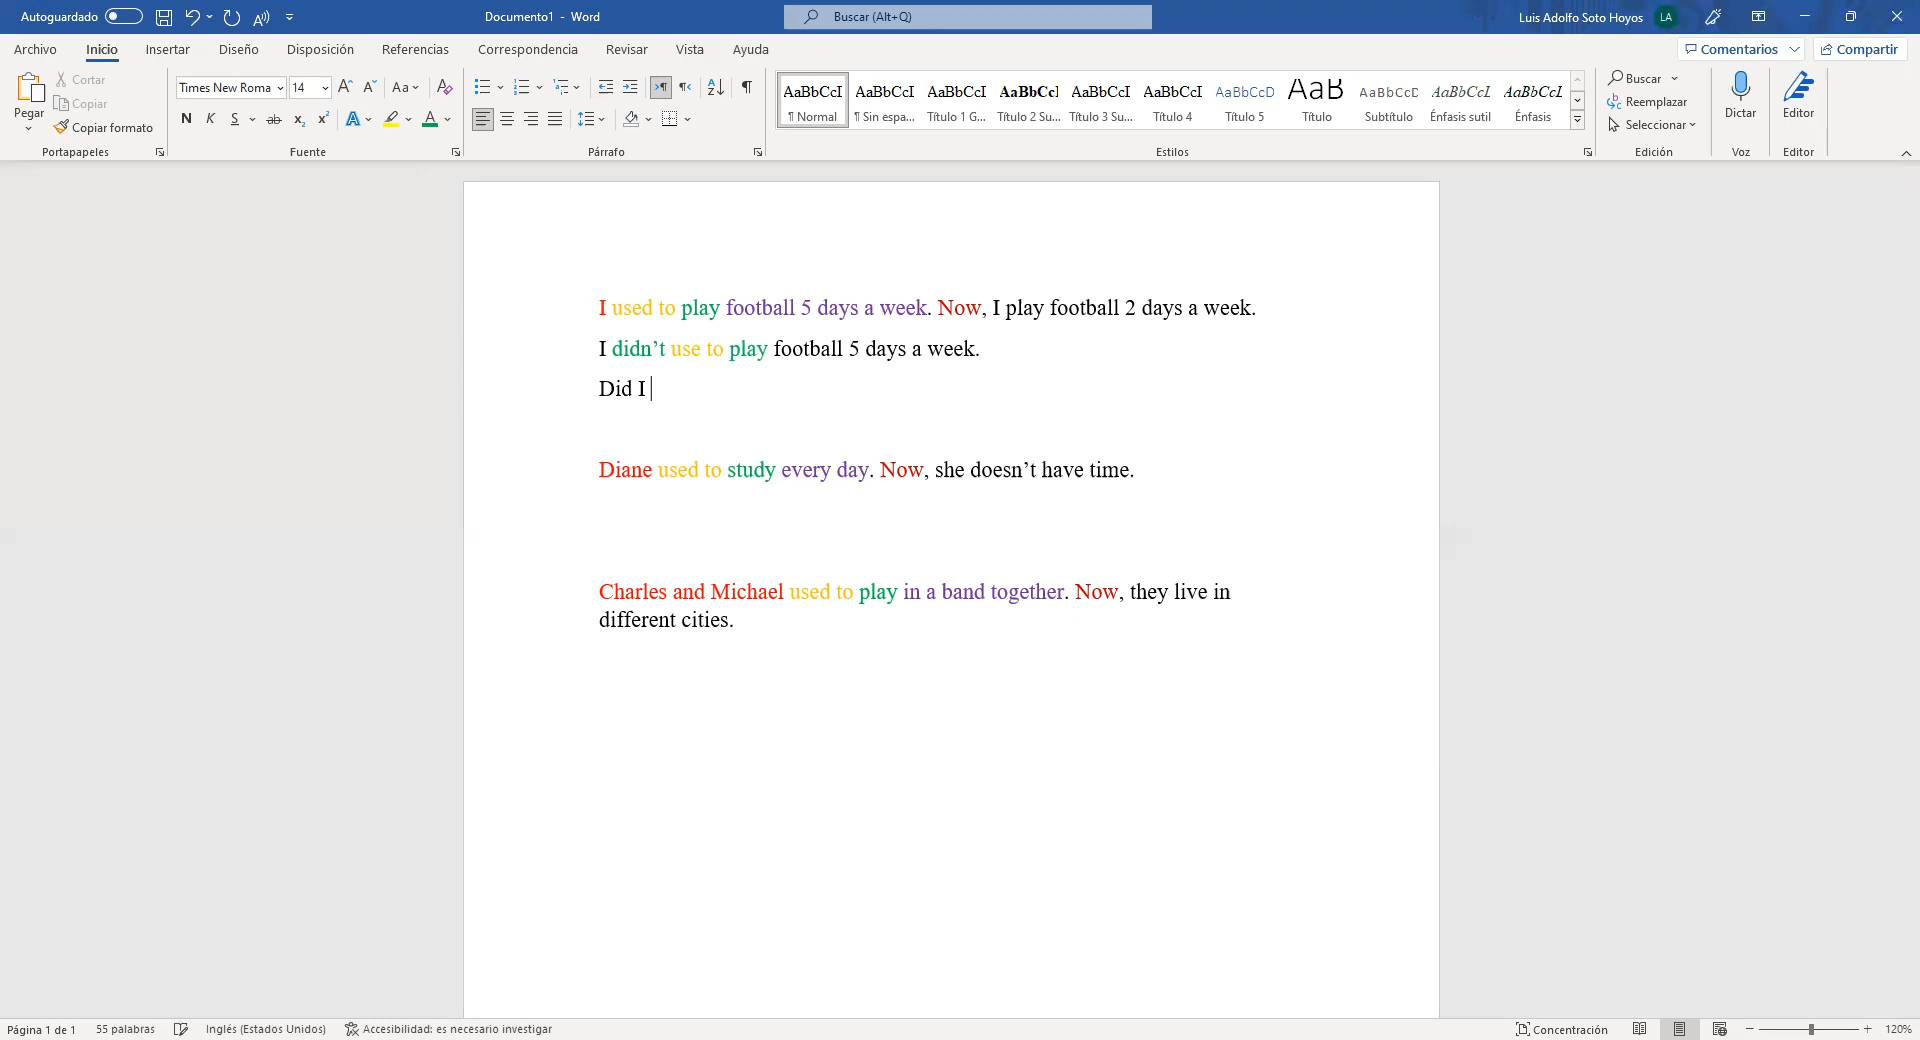 Autoguardado
Documento1 - Word
Buscar (Alt+Q)
Luis Adolfo Soto Hoyos
LA
Archivo Inicio Insertar Diseño Disposición Referencias Correspondencia Revisar Vista Ayuda
Comentarios
Compartir
Pegar
Cortar
Copiar
Copiar formato
Portapapeles
Times New Roma
14
Aa
N K S ab x₂ x² A A
Fuente
Párrafo
AaBbCcI AaBbCcI AaBbCcI AaBbCcI AaBbCcI AaBbCcI AaBbCcD AaB AaBbCcD AaBbCcI AaBbCcI
¶ Normal ¶ Sin espa... Título 1 G... Título 2 Su... Título 3 Su... Título 4 Título 5 Título Subtítulo Énfasis sutil Énfasis
Estilos
Buscar
Reemplazar
Seleccionar
Edición
Dictar
Voz
Editor
Editor
I used to play football 5 days a week. Now, I play football 2 days a week.
I didn’t use to play football 5 days a week.
Did I
Diane used to study every day. Now, she doesn’t have time.
Charles and Michael used to play in a band together. Now, they live in
different cities.
Página 1 de 1 55 palabras Inglés (Estados Unidos) Accesibilidad: es necesario investigar
Concentración
120%